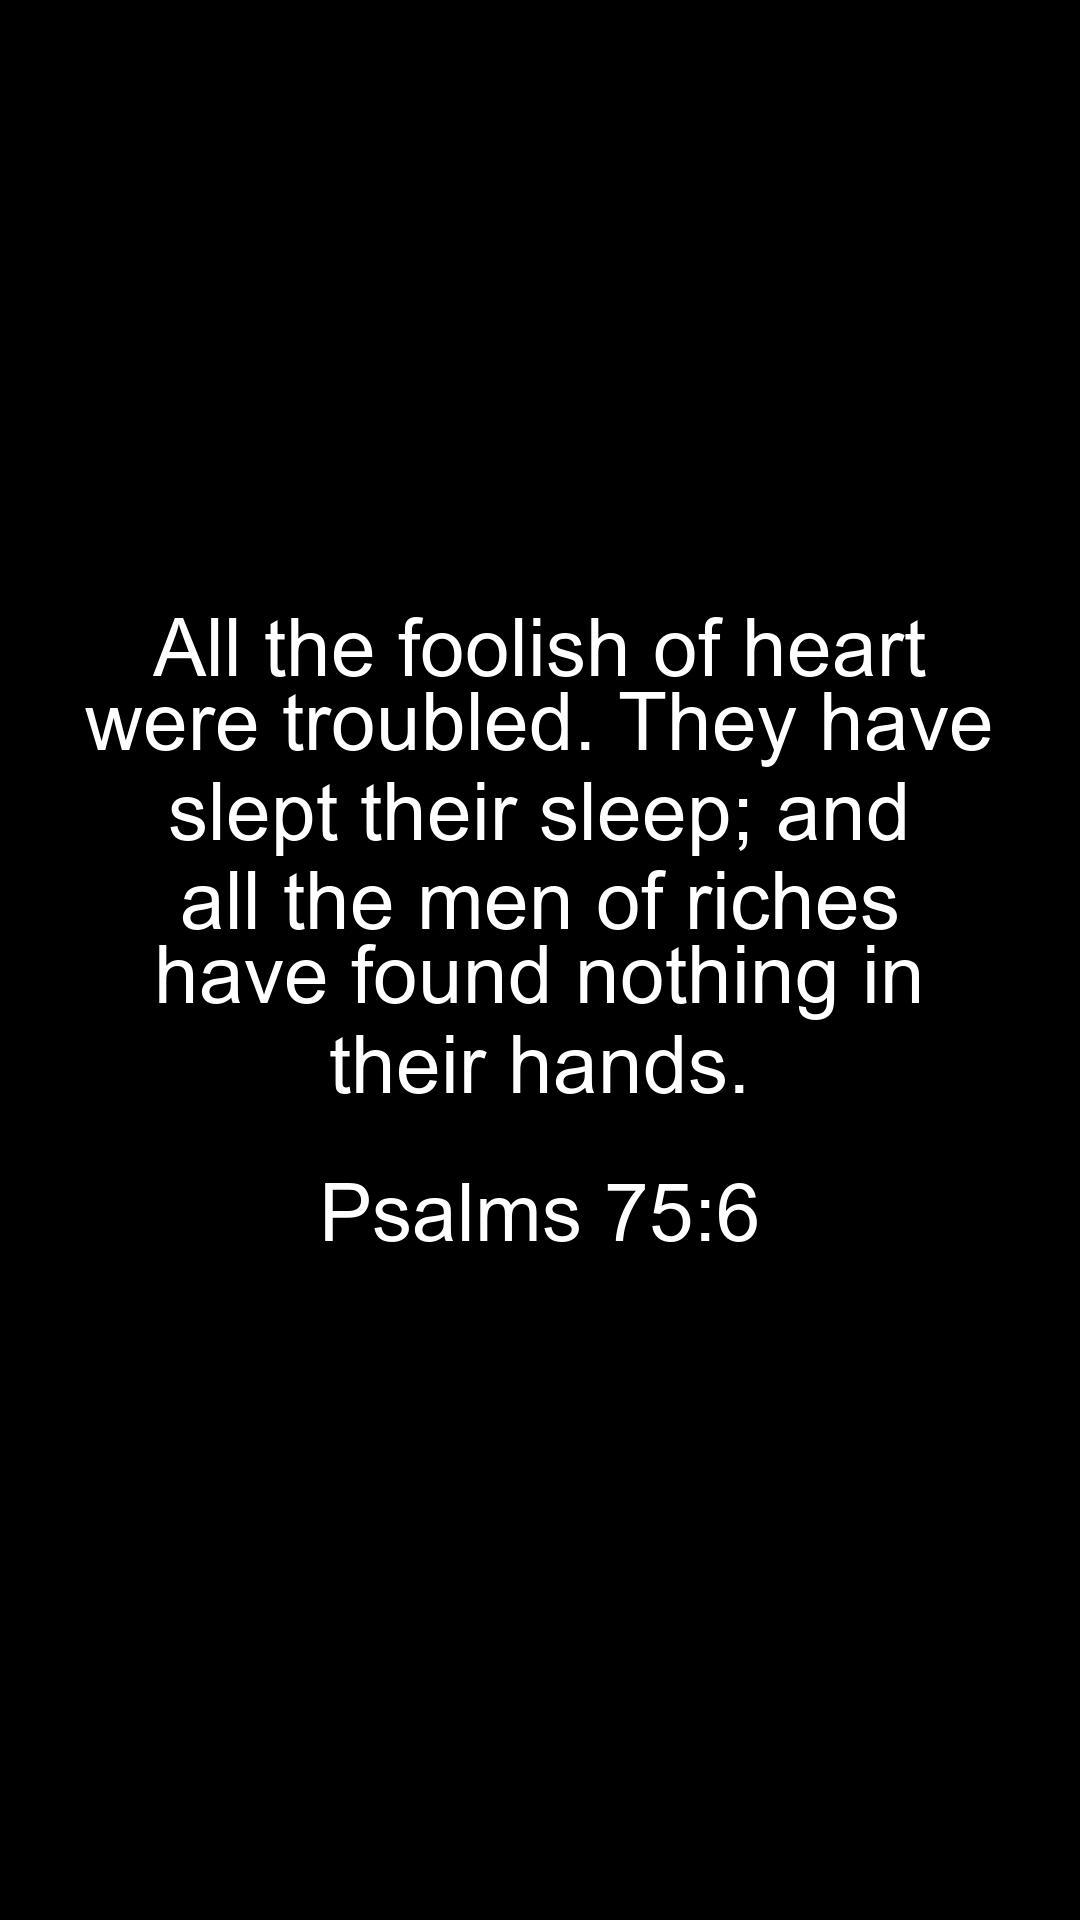 All the foolish of heart
were troubled. They have
slept their sleep; and
all the men of riches
have found nothing in
their hands.
Psalms 75:6